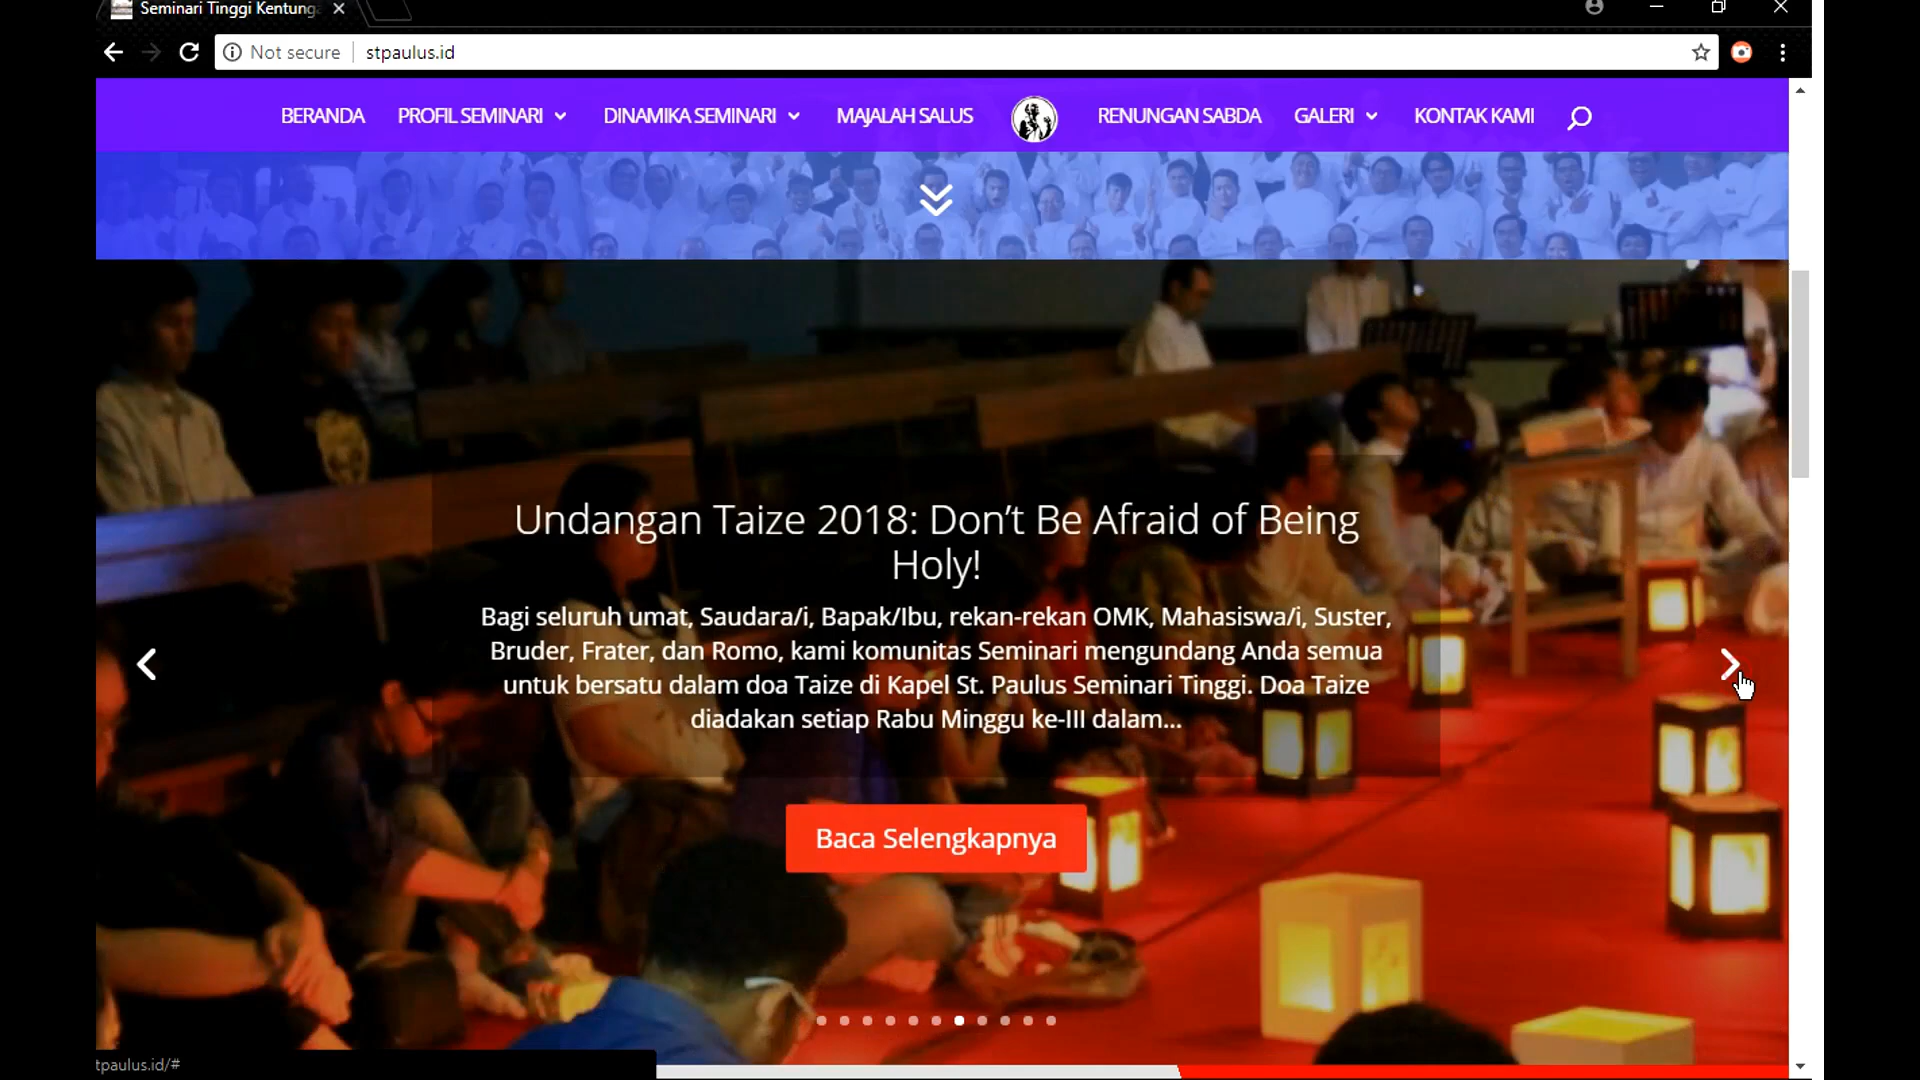 Seminari Tinggi Kentung
Not secure
stpaulus.id
BERANDA PROFIL SEMINARI DINAMIKA SEMINARI MAJALAH SALUS RENUNGAN SABDA GALERI KONTAK KAMI
Undangan Taize 2018: Don't Be Afraid of Being
Holy!
Bagi seluruh umat, Saudara/i, Bapak/Ibu, rekan-rekan OMK, Mahasiswa/i, Suster,
Bruder, Frater, dan Romo, kami komunitas Seminari mengundang Anda semua
untuk bersatu dalam doa Taize di Kapel St. Paulus Seminari Tinggi. Doa Taize
diadakan setiap Rabu Minggu ke-III dalam...
Baca Selengkapnya
tpaulus.id/#